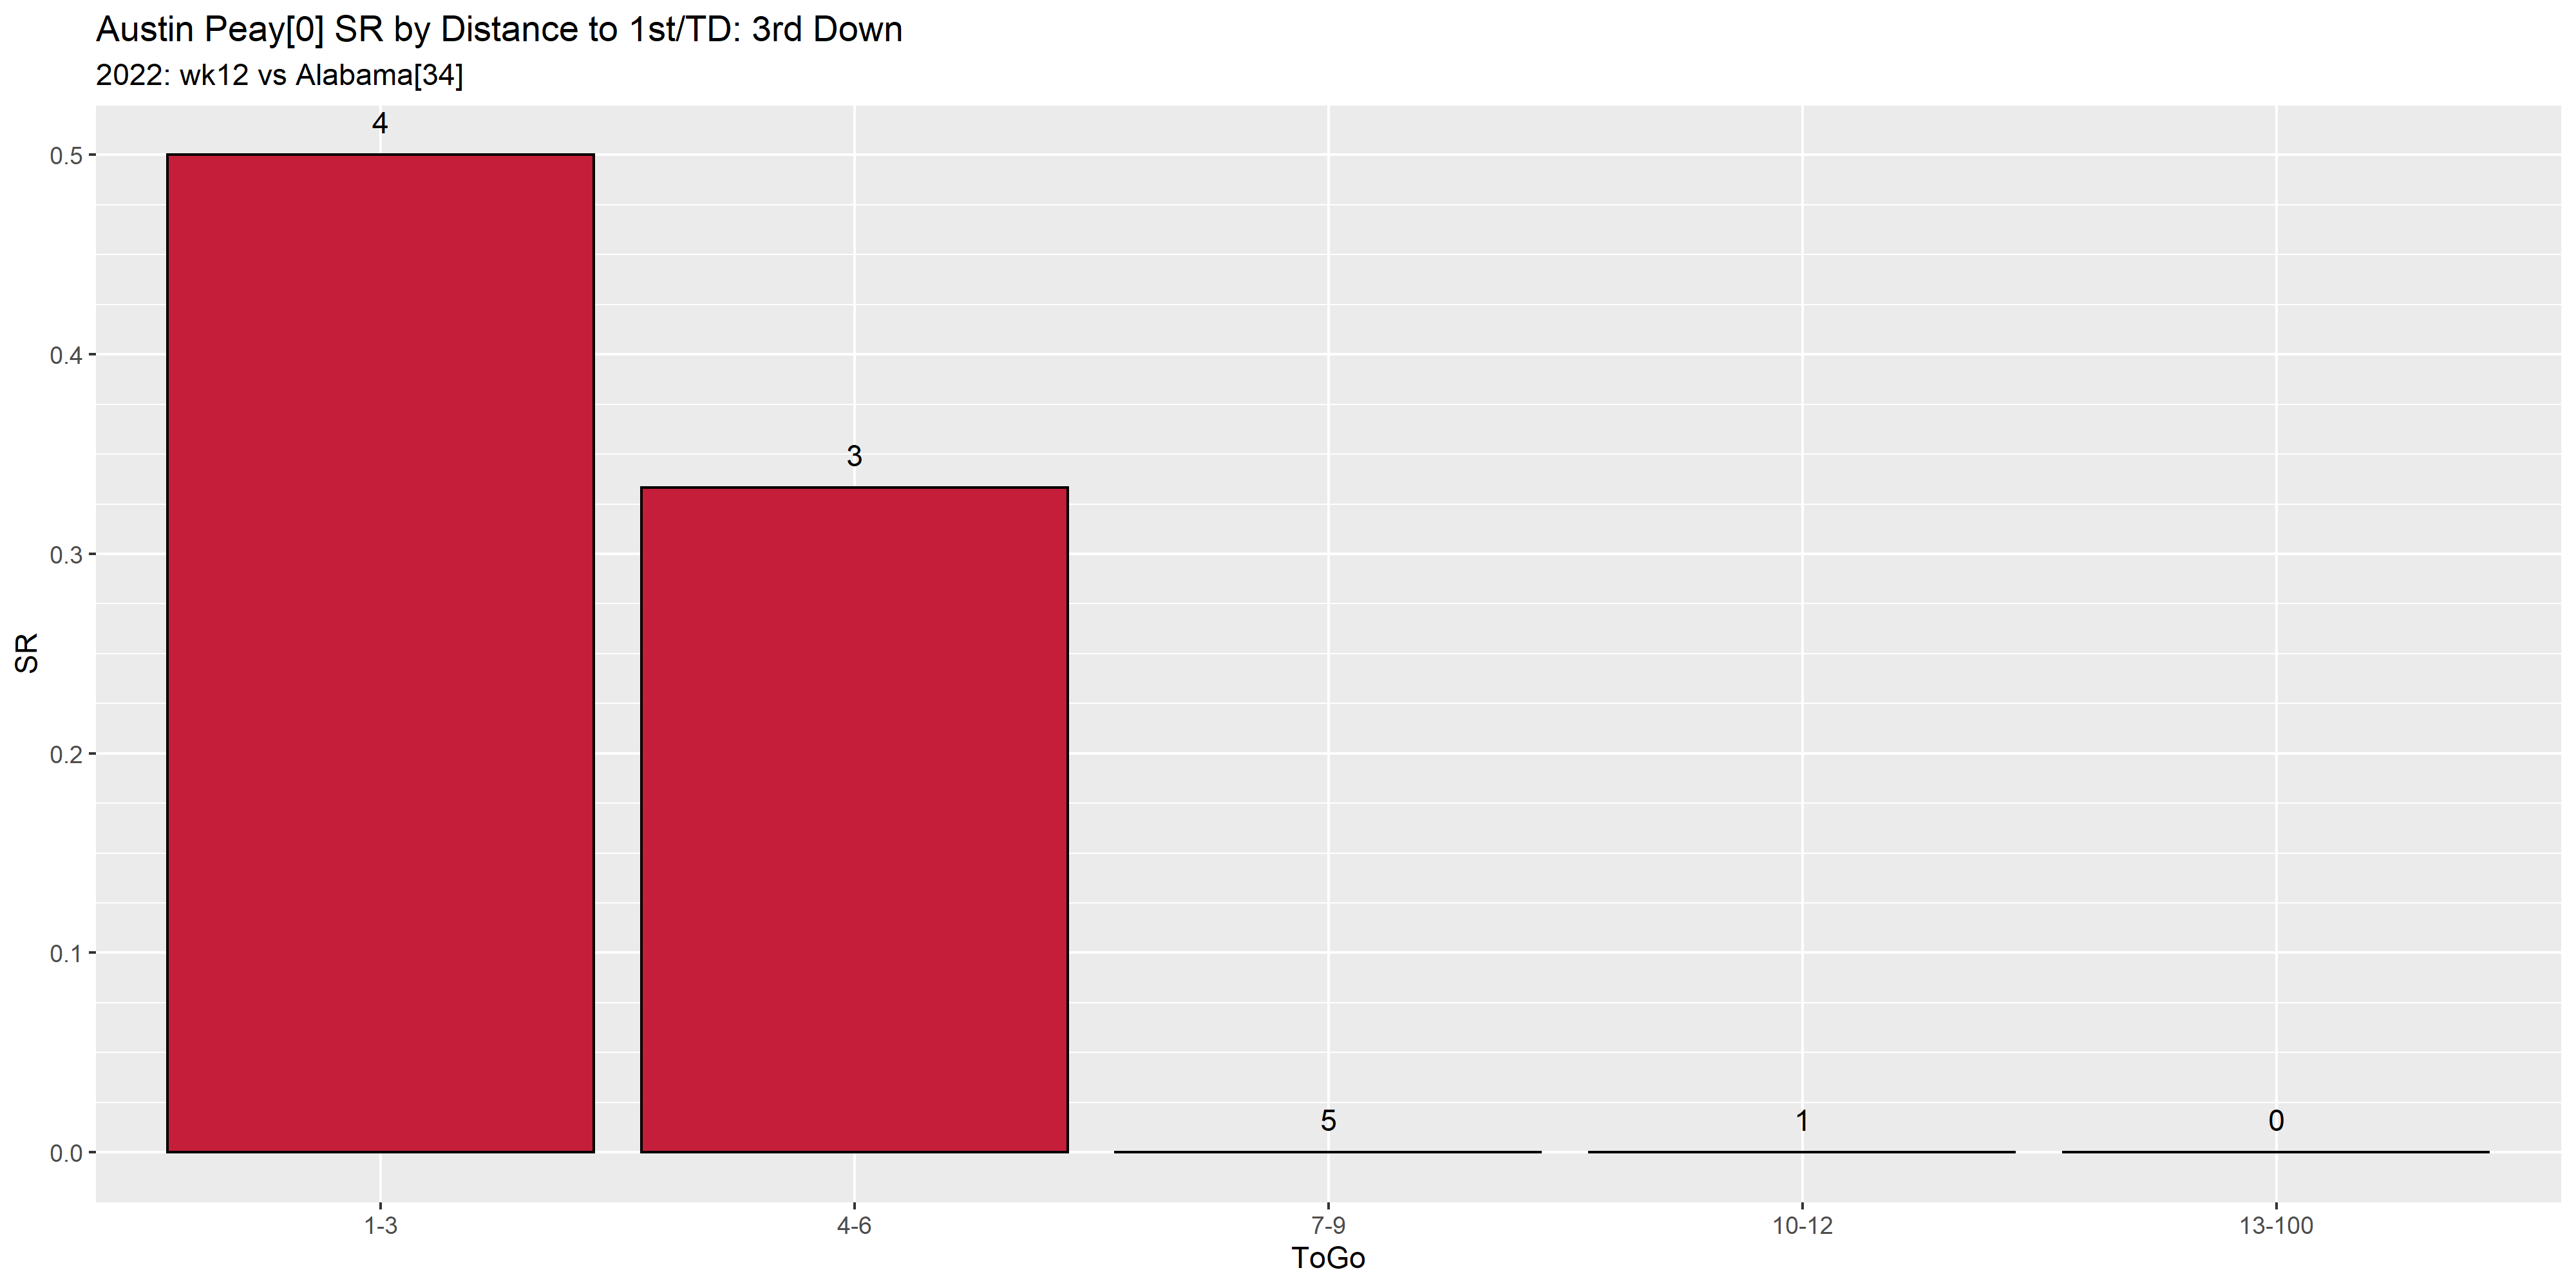 Austin Peay[0] SR by Distance to 1st/TD: 3rd Down
2022: wk12 vs Alabama[34]
4
0.5
0.4
3
0.3
SR
0.2
0.1
5 1 0
0.0
1-3 4-6 7-9 10-12 13-100
ToGo